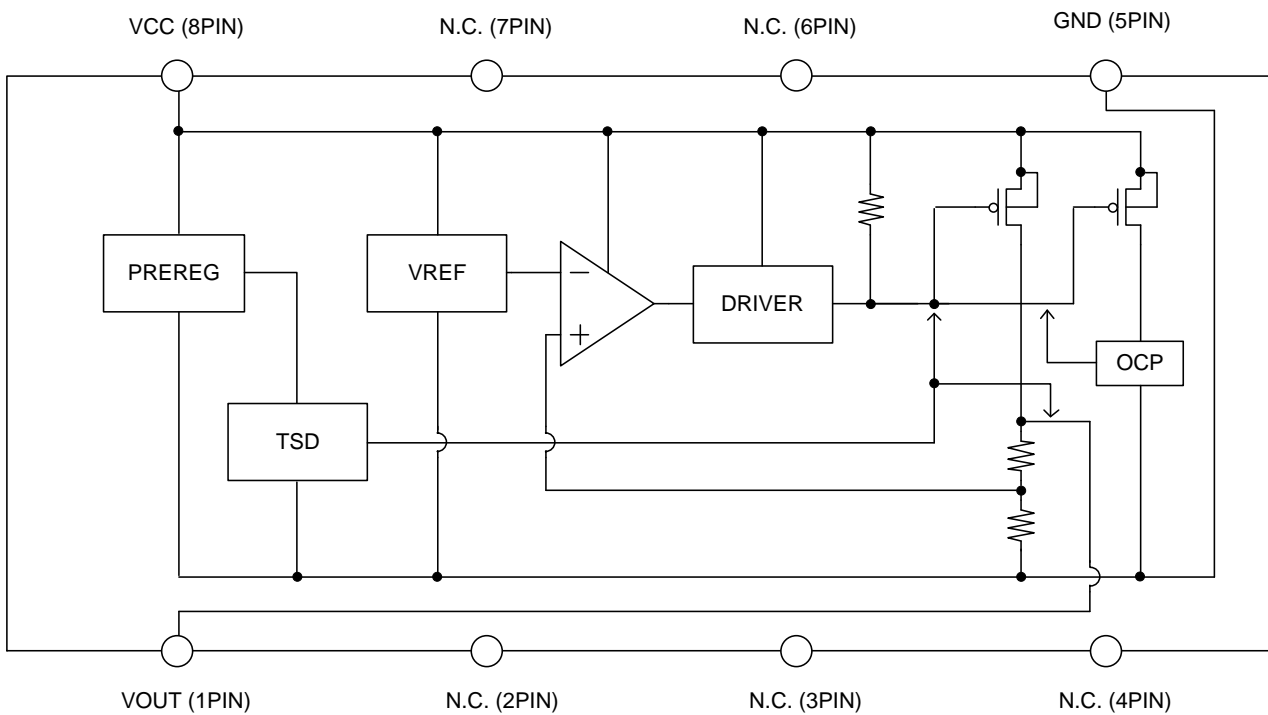 VCC (8PIN)
N.C. (7PIN)
N.C. (6PIN)
GND (5PIN)
PREREG
VREF
−
+
DRIVER
OCP
TSD
VOUT (1PIN)
N.C. (2PIN)
N.C. (3PIN)
N.C. (4PIN)